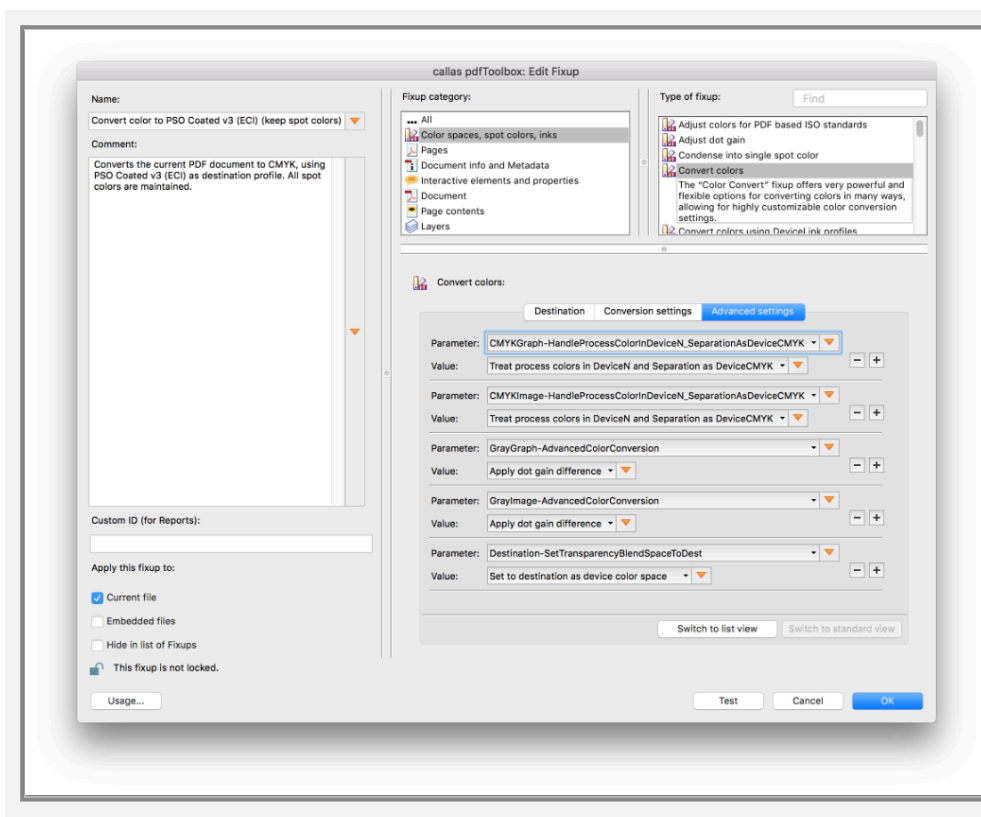 callas pdfToolbox: Edit Fixup
Name:
Convert color to PSO Coated v3 (ECI) (keep spot colors)
Comment:
Converts the current PDF document to CMYK, using
PSO Coated v3 (ECI) as destination profile. All spot
colors are maintained.
Custom ID (for Reports):
Apply this fixup to:
Current file
Embedded files
Hide in list of Fixups
This fixup is not locked.
Usage...
Fixup category:
... All
Color spaces, spot colors, inks
Pages
Document info and Metadata
Interactive elements and properties
Document
Page contents
Layers
Type of fixup:
Find
Adjust colors for PDF based ISO standards
Adjust dot gain
Condense into single spot color
Convert colors
The "Color Convert" fixup offers very powerful and
flexible options for converting colors in many ways,
allowing for highly customizable color conversion
settings.
Convert colors using DeviceLink profiles
Convert colors:
Destination Conversion settings Advanced settings
Parameter: CMYKGraph-HandleProcessColorInDeviceN_SeparationAsDeviceCMYK
Value: Treat process colors in DeviceN and Separation as DeviceCMYK
Parameter: CMYKImage-HandleProcessColorInDeviceN_SeparationAsDeviceCMYK
Value: Treat process colors in DeviceN and Separation as DeviceCMYK
Parameter: GrayGraph-AdvancedColorConversion
Value: Apply dot gain difference
Parameter: GrayImage-AdvancedColorConversion
Value: Apply dot gain difference
Parameter: Destination-SetTransparencyBlendSpaceToDest
Value: Set to destination as device color space
Switch to list view Switch to standard view
Test Cancel OK